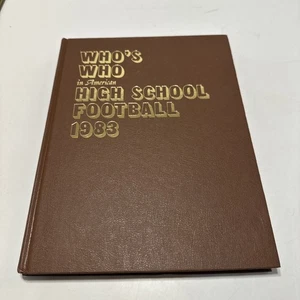 WHO'S
WHO
in American
HIGH SCHOOL
FOOTBALL
1983